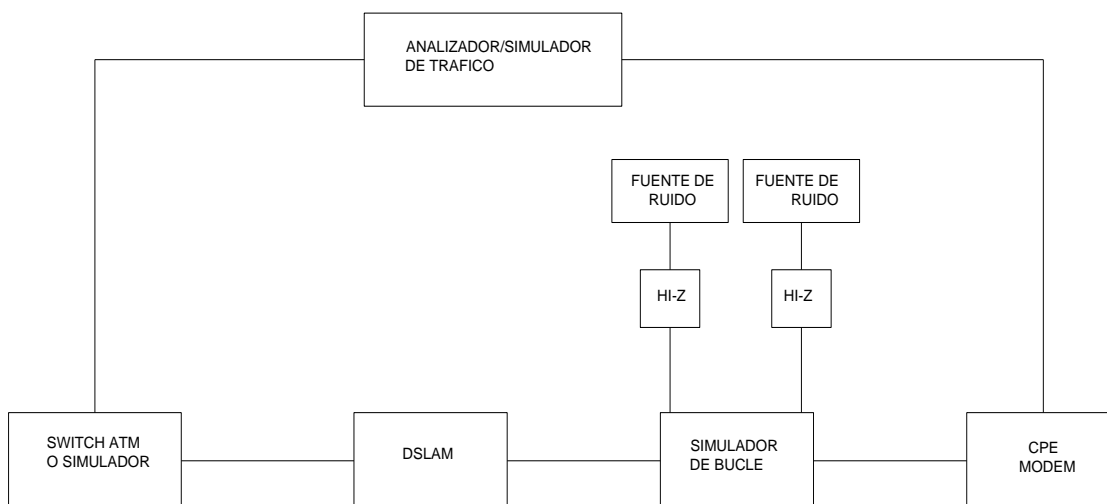 ANALIZADOR/SIMULADOR
DE TRAFICO
FUENTE DE
RUIDO
FUENTE DE
RUIDO
HI-Z
HI-Z
SWITCH ATM
O SIMULADOR
DSLAM
SIMULADOR
DE BUCLE
CPE
MODEM